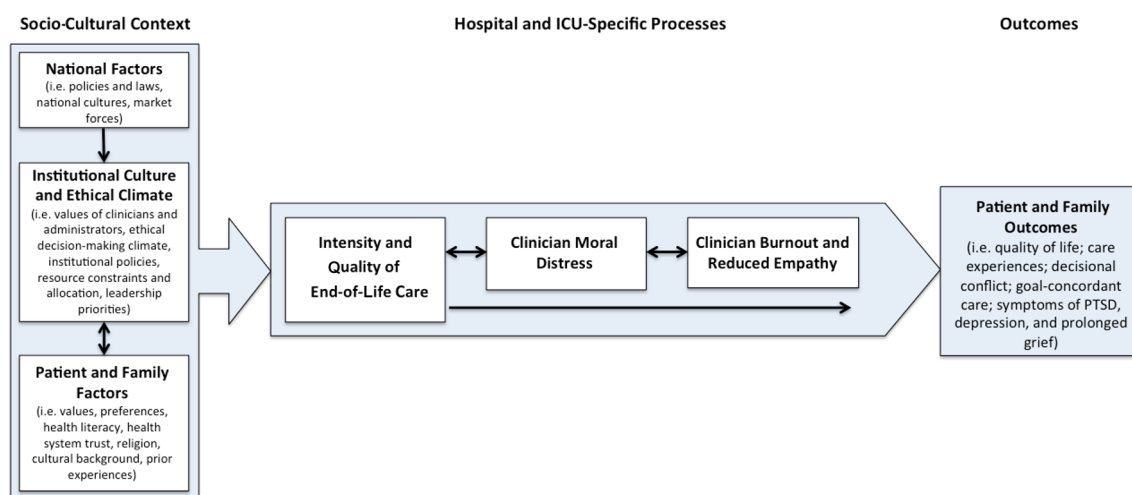 Socio-Cultural Context
Hospital and ICU-Specific Processes
Outcomes
National Factors
(i.e. policies and laws,
national cultures, market
forces)
Institutional Culture
and Ethical Climate
(i.e. values of clinicians and
administrators, ethical
decision-making climate,
institutional policies,
resource constraints and
allocation, leadership
priorities)
Patient and Family
Factors
(i.e. values, preferences,
health literacy, health
system trust, religion,
cultural background, prior
experiences)
Intensity and
Quality of
End-of-Life Care
Clinician Moral
Distress
Clinician Burnout and
Reduced Empathy
Patient and Family
Outcomes
(i.e. quality of life; care
experiences; decisional
conflict; goal-concordant
care; symptoms of PTSD,
depression, and prolonged
grief)